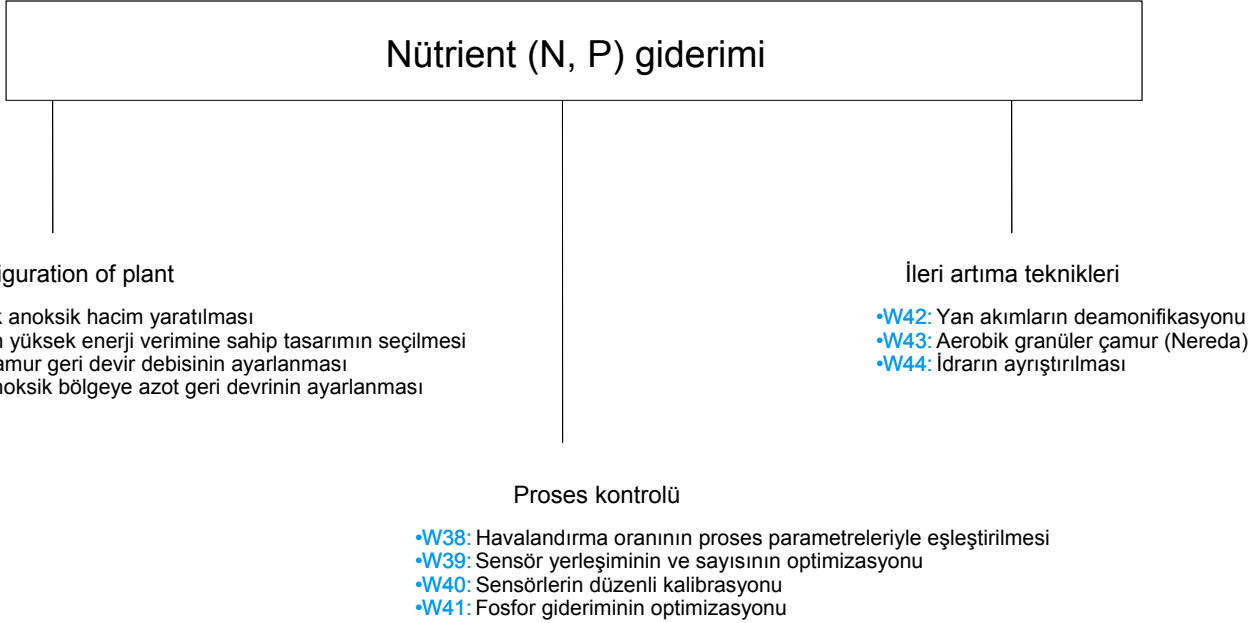 Nütrient (N, P) giderimi
iguration of plant
anoksik hacim yaratılması
yüksek enerji verimine sahip tasarımın seçilmesi
amur geri devir debisinin ayarlanması
noksik bölgeye azot geri devrinin ayarlanması
İleri artıma teknikleri
•W42: Yan akımların deamonifikasyonu
•W43: Aerobik granüler çamur (Nereda)
•W44: İdrarın ayrıştırılması
Proses kontrolü
•W38: Havalandırma oranının proses parametreleriyle eşleştirilmesi
•W39: Sensör yerleşiminin ve sayısının optimizasyonu
•W40: Sensörlerin düzenli kalibrasyonu
•W41: Fosfor gideriminin optimizasyonu